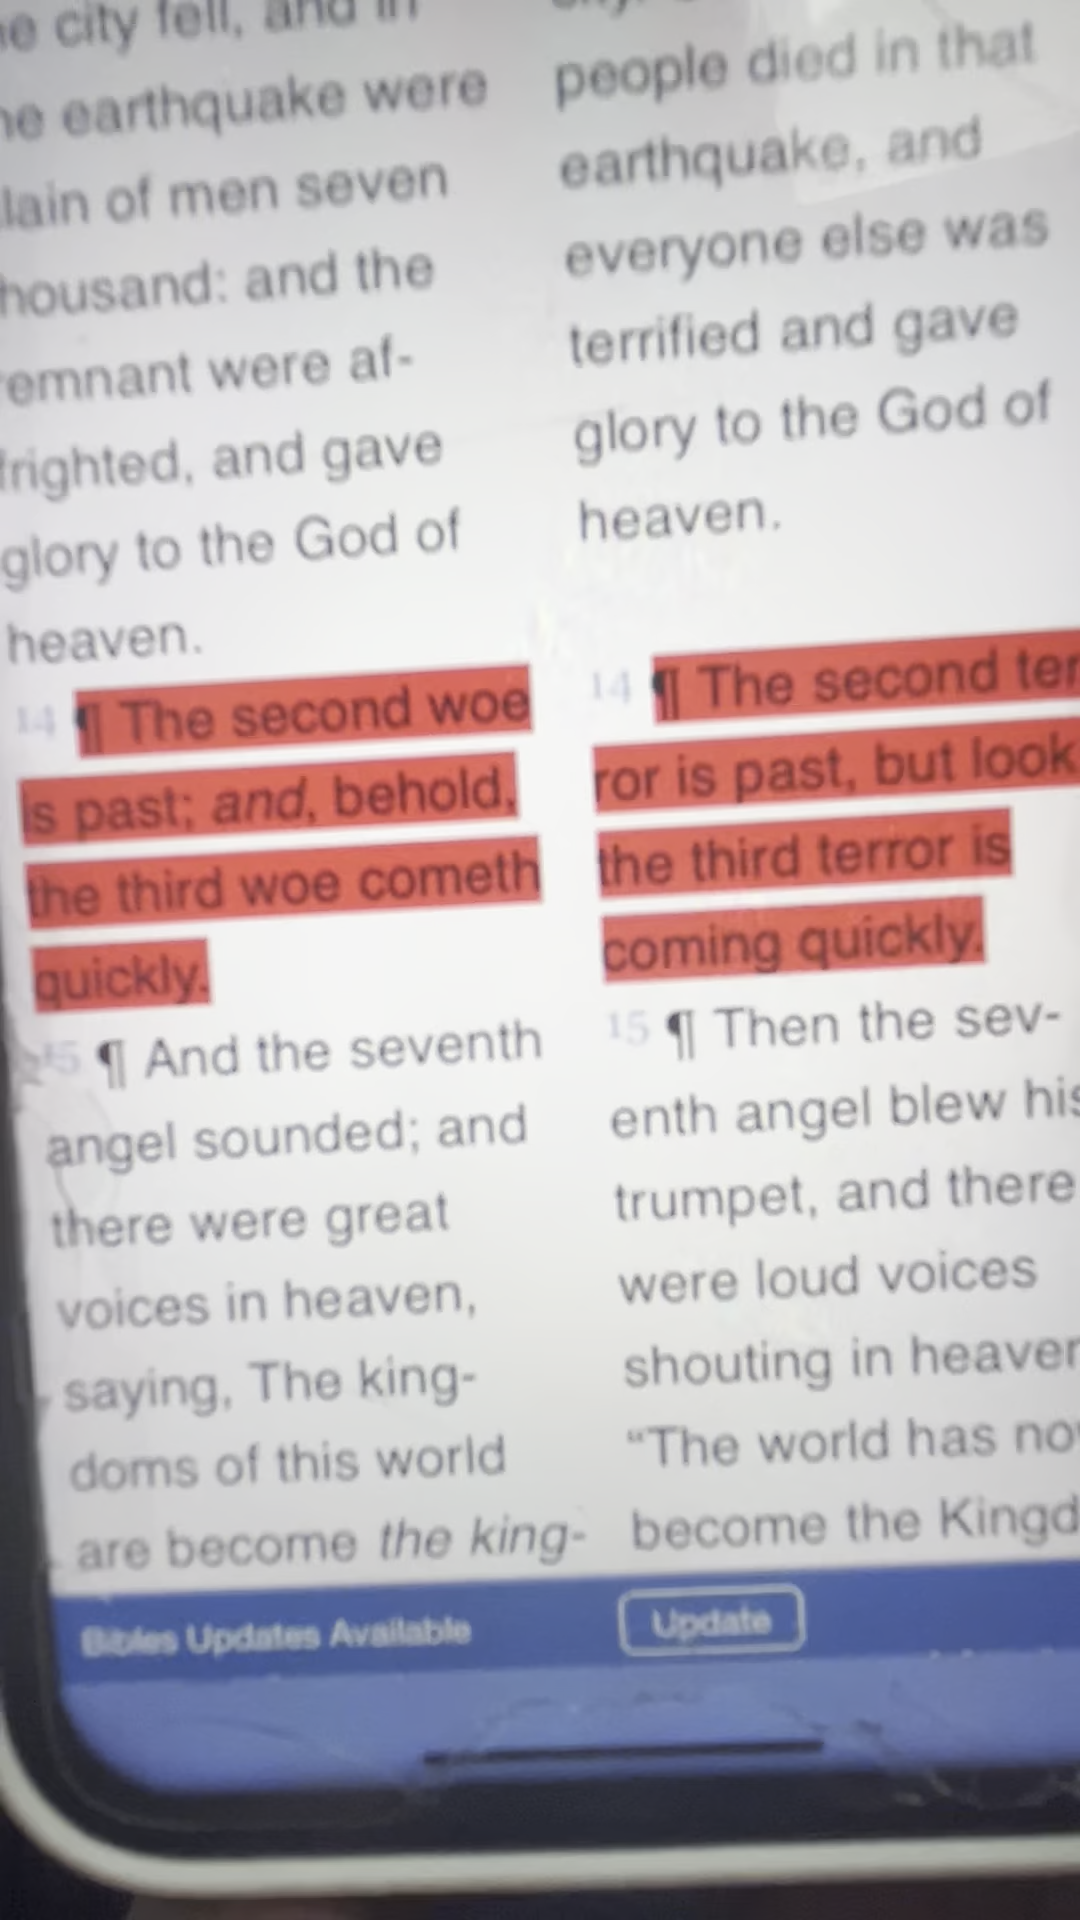 he city fell, and in
he earthquake were
lain of men seven
housand: and the
emnant were af-
frighted, and gave
glory to the God of
heaven.
14 ¶ The second woe
is past; and, behold,
the third woe cometh
quickly.
15 ¶ And the seventh
angel sounded; and
there were great
voices in heaven,
saying, The king-
doms of this world
are become the king-
people died in that
earthquake, and
everyone else was
terrified and gave
glory to the God of
heaven.
14 ¶ The second ter
ror is past, but look,
the third terror is
coming quickly.
15 ¶ Then the sev-
enth angel blew his
trumpet, and there
were loud voices
shouting in heaven
“The world has no
become the Kingd
Bibles Updates Available
Update